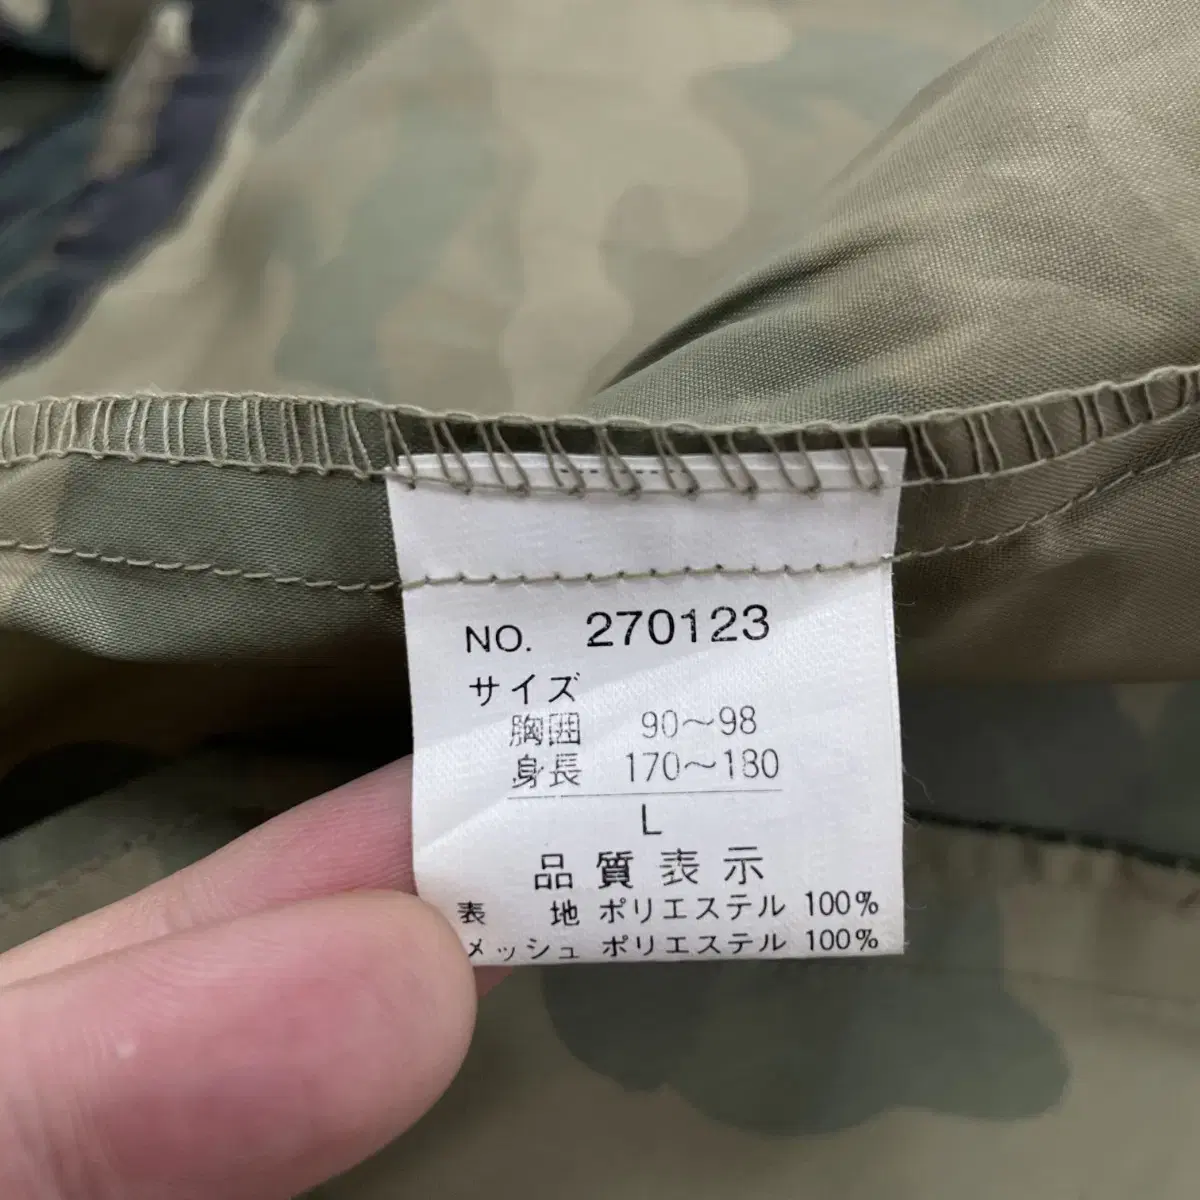 NO. 270123
サイズ
胸囲 90～98
身長 170～180
L
品質表示
表 地 ポリエステル 100%
メッシュ ポリエステル 100%